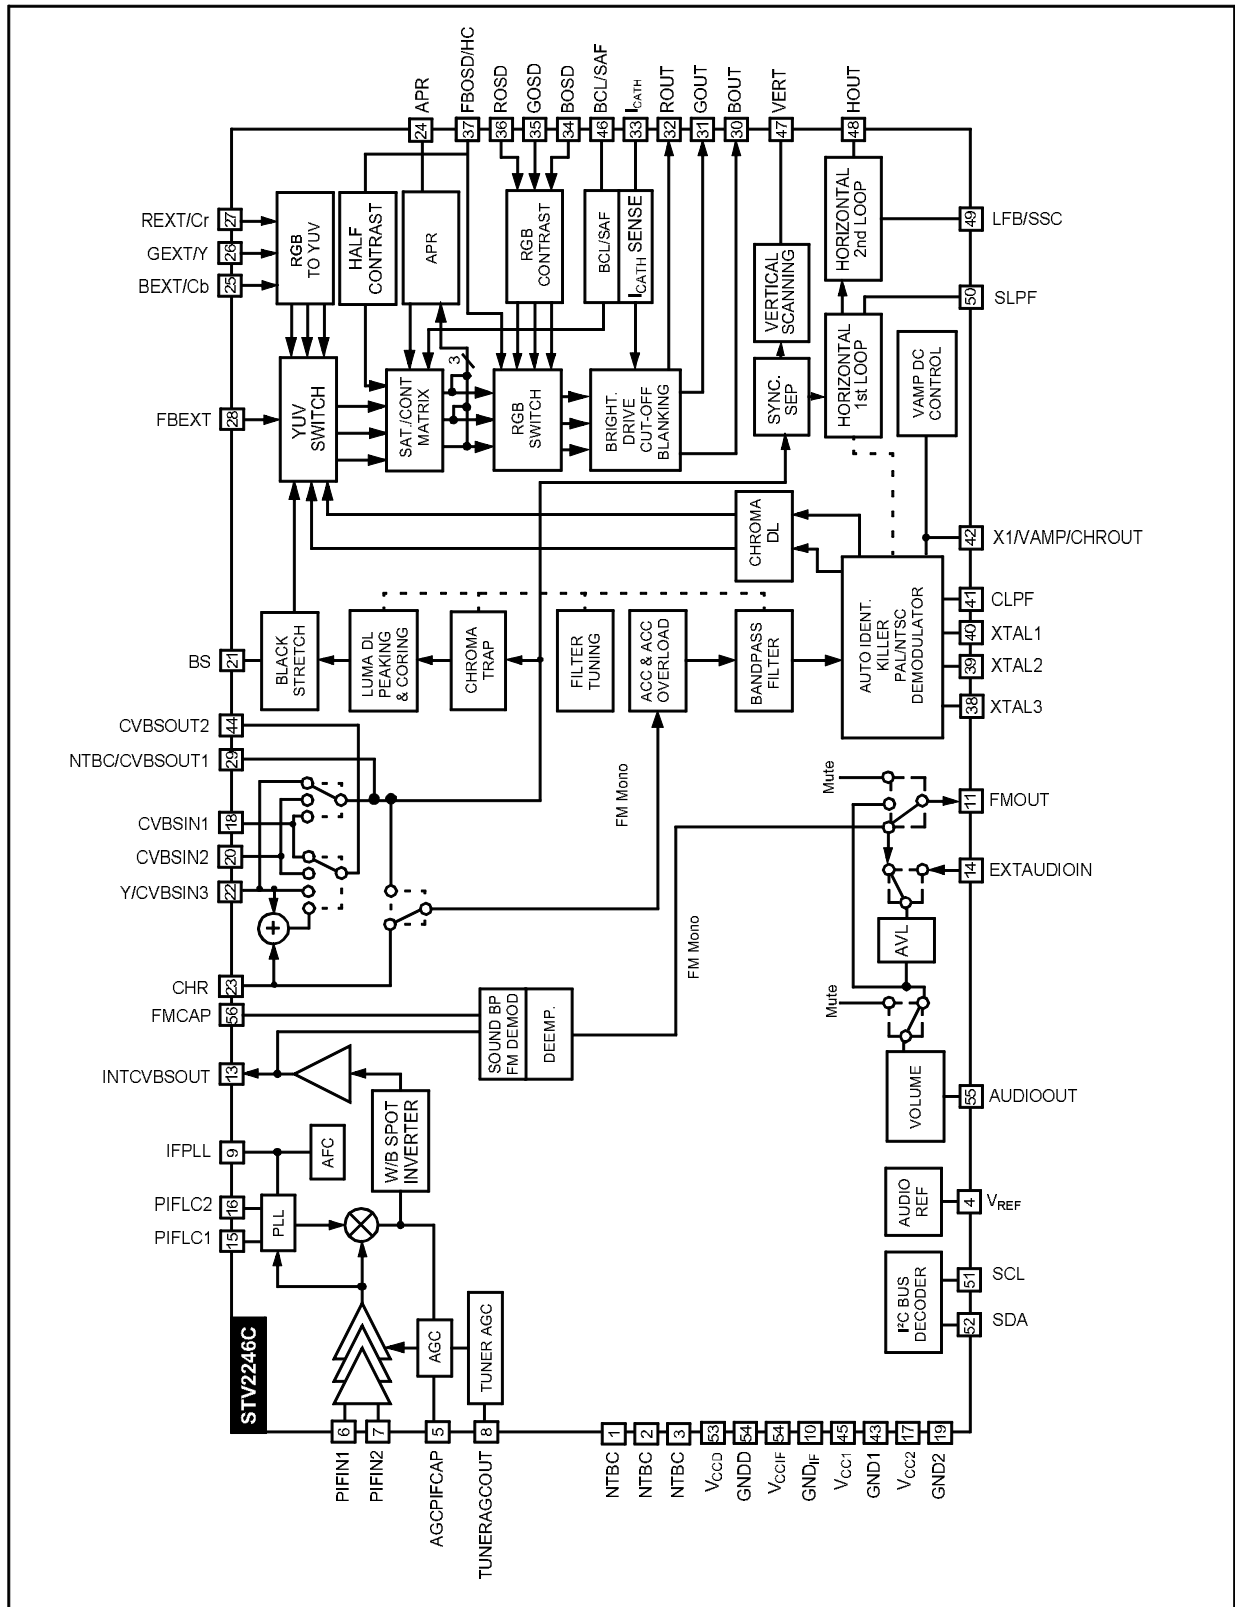 APR
FBOSD/HC
ROSD
GOSD
BOSD
BCL/SAF
ICATH
ROUT
GOUT
BOUT
VERT
HOUT
24
37
36
35
34
46
33
32
31
30
47
48
REXT/Cr
27
GEXT/Y
26
BEXT/Cb
25
FBEXT
28
BS
21
CVBSOUT2
44
NTBC/CVBSOUT1
29
CVBSIN1
18
CVBSIN2
20
Y/CVBSIN3
22
CHR
23
FMCAP
56
INTCVBSOUT
13
IFPLL
9
PIFLC2
16
PIFLC1
15
RGB
TO YUV
HALF
CONTRAST
APR
RGB
CONTRAST
BCL/SAF
ICATH SENSE
VERTICAL
SCANNING
HORIZONTAL
2nd LOOP
YUV
SWITCH
SAT./CONT
MATRIX
3
RGB
SWITCH
BRIGHT.
DRIVE
CUT-OFF
BLANKING
SYNC.
SEP
HORIZONTAL
1st LOOP
VAMP DC
CONTROL
CHROMA
DL
BLACK
STRETCH
LUMA DL
PEAKING
& CORING
CHROMA
TRAP
FILTER
TUNING
ACC & ACC
OVERLOAD
BANDPASS
FILTER
AUTO IDENT.
KILLER
PAL/NTSC
DEMODULATOR
+
FM Mono
FM Mono
Mute
AVL
Mute
VOLUME
SOUND BP
FM DEMOD
DEEMP.
W/B SPOT
INVERTER
AFC
PLL
AGC
TUNER AGC
AUDIO
REF
I²C BUS
DECODER
STV2246C
49
LFB/SSC
50
SLPF
42
X1/VAMP/CHROUT
41
CLPF
40
XTAL1
39
XTAL2
38
XTAL3
11
FMOUT
14
EXTAUDIOIN
55
AUDIOOUT
4
VREF
51
SCL
52
SDA
6
7
5
8
1
2
3
53
54
54
10
45
43
17
19
PIFIN1
PIFIN2
AGCPIFCAP
TUNERAGCOUT
NTBC
NTBC
NTBC
VCCD
GNDD
VCCIF
GNDIF
VCC1
GND1
VCC2
GND2